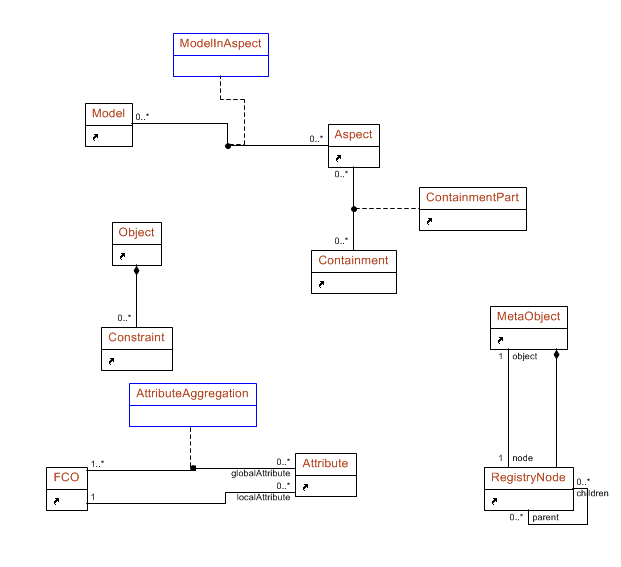 ModelInAspect
Model
0..*
0..*
Aspect
0..*
ContainmentPart
Object
0..*
Containment
0..*
Constraint
MetaObject
1
object
AttributeAggregation
1..*
0..*
Attribute
1
node
globalAttribute
FCO
RegistryNode
0..*
1
localAttribute
0..*
children
0..*
parent